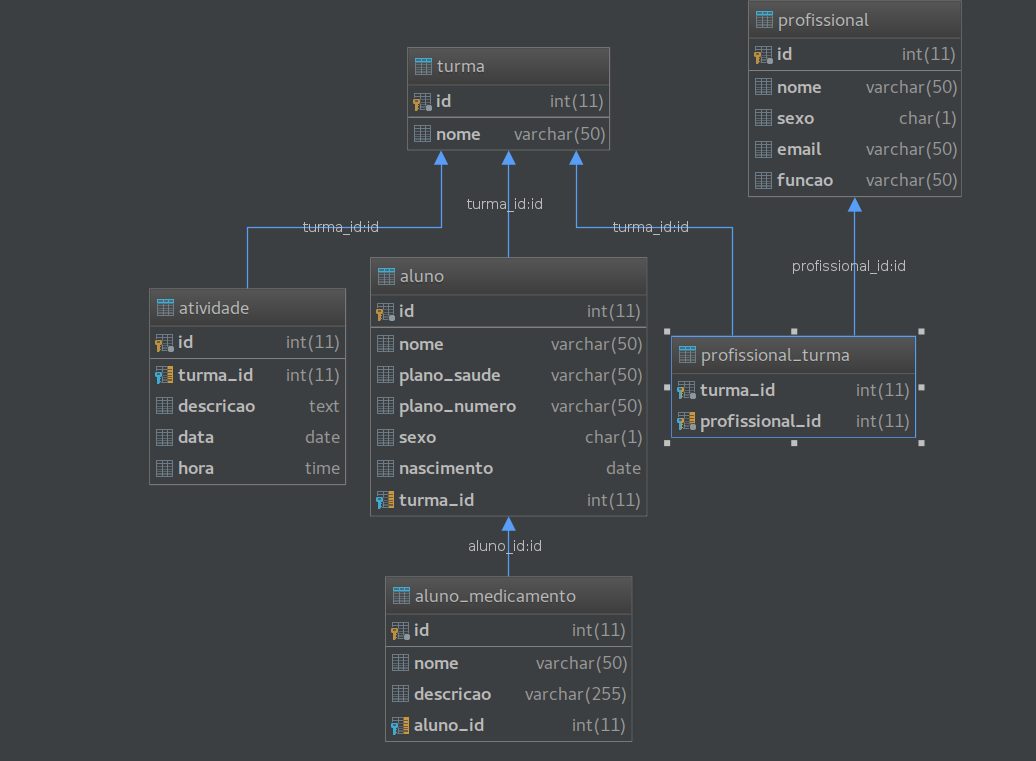 profissional
id int(11)
nome varchar(50)
sexo char(1)
email varchar(50)
funcao varchar(50)
turma
id int(11)
nome varchar(50)
turma_id:id
turma_id:id
turma_id:id
profissional_id:id
atividade
id int(11)
turma_id int(11)
descricao text
data date
hora time
aluno
id int(11)
nome varchar(50)
plano_saude varchar(50)
plano_numero varchar(50)
sexo char(1)
nascimento date
turma_id int(11)
profissional_turma
turma_id int(11)
profissional_id int(11)
aluno_id:id
aluno_medicamento
id int(11)
nome varchar(50)
descricao varchar(255)
aluno_id int(11)